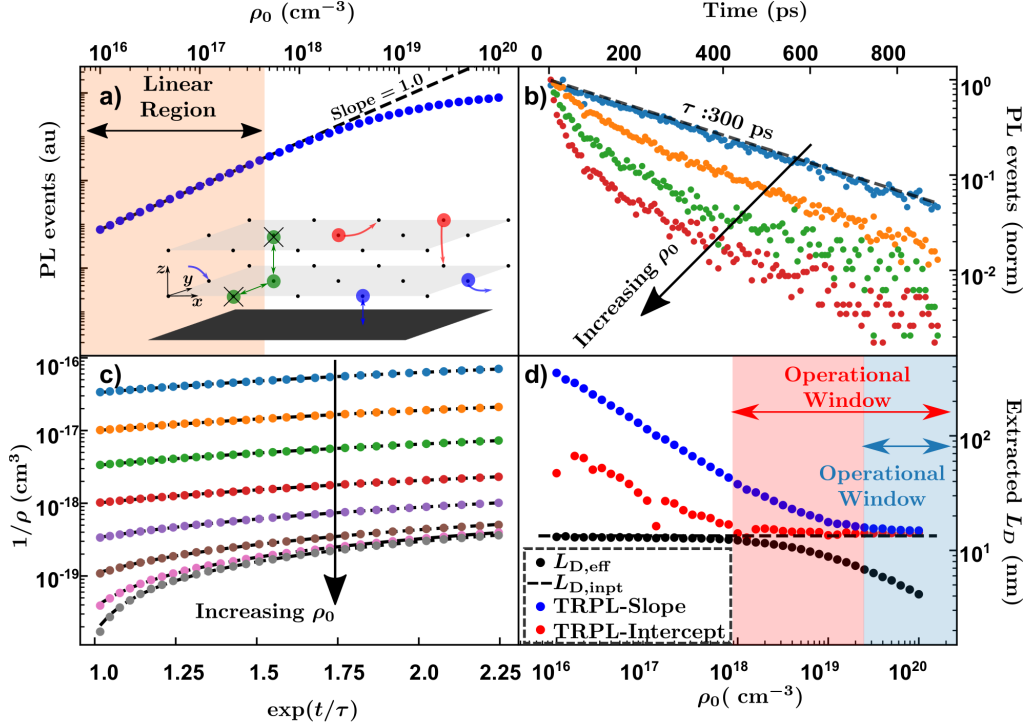 ρ₀ (cm⁻³)
10¹⁶ 10¹⁷ 10¹⁸ 10¹⁹ 10²⁰
Time (ps)
0 200 400 600 800
a)
Linear
Region
Slope = 1.0
PL events (au)
z
y
x
b)
τ :300 ps
Increasing ρ₀
10⁰
10⁻¹
10⁻²
PL events (norm)
c)
10⁻¹⁶
10⁻¹⁷
10⁻¹⁸
10⁻¹⁹
1/ρ (cm³)
Increasing ρ₀
1.0 1.25 1.5 1.75 2.0 2.25
exp(t/τ)
d)
Operational
Window
Operational
Window
L_D,eff
L_D,inpt
TRPL-Slope
TRPL-Intercept
10²
10¹
Extracted L_D (nm)
10¹⁶ 10¹⁷ 10¹⁸ 10¹⁹ 10²⁰
ρ₀( cm⁻³)